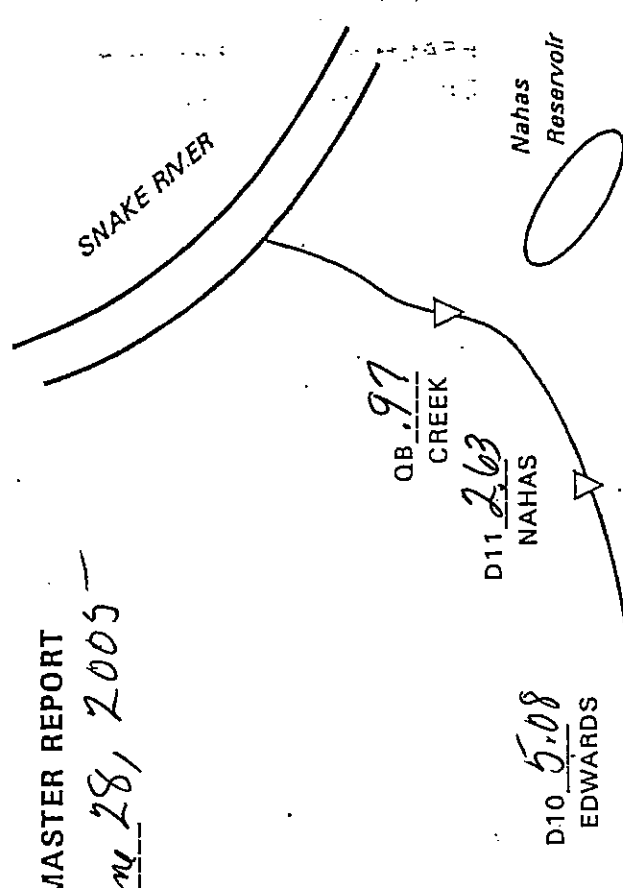 MASTER REPORT
28, 2005
SNAKE RIVER
Nahas
Reservoir
QB .97
CREEK
D11 2.63
NAHAS
D10 5.08
EDWARDS